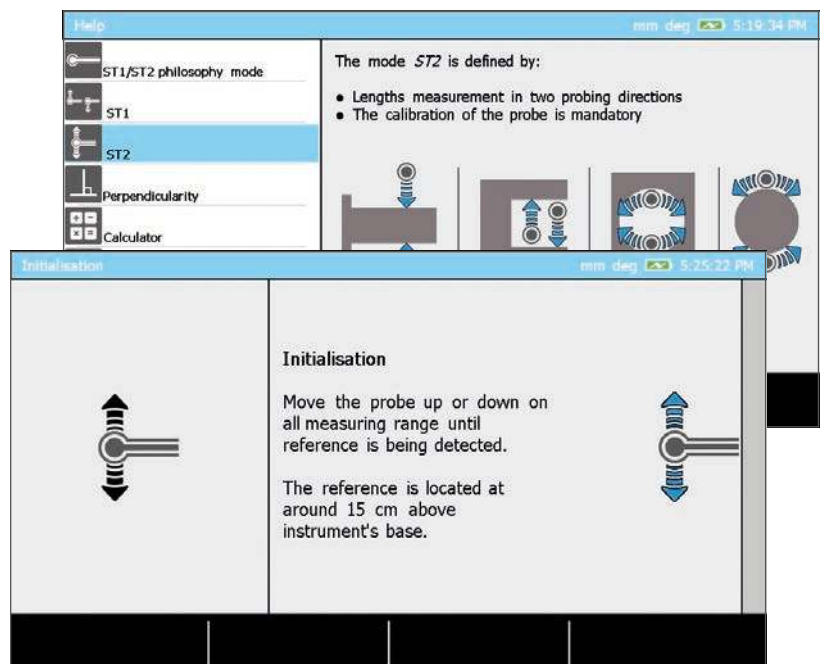 Help
mm deg 5:19:34 PM
ST1/ST2 philosophy mode
ST1
ST2
Perpendicularity
Calculator
The mode ST2 is defined by:
• Lengths measurement in two probing directions
• The calibration of the probe is mandatory
Initialisation
mm deg 5:25:22 PM
Initialisation
Move the probe up or down on
all measuring range until
reference is being detected.
The reference is located at
around 15 cm above
instrument's base.